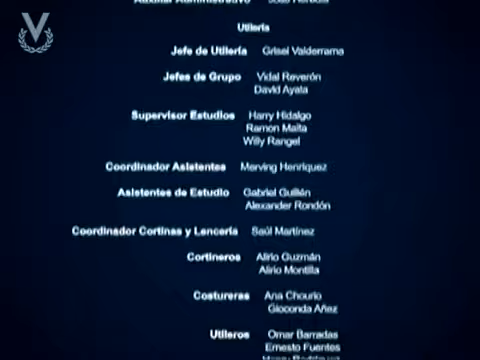 Utilería
Jefe de Utilería Grisel Valderrama
Jefes de Grupo Vidal Reverón
David Ayala
Supervisor Estudios Harry Hidalgo
Ramon Maita
Willy Rangel
Coordinador Asistentes Merving Henriquez
Asistentes de Estudio Gabriel Guillén
Alexander Rondón
Coordinador Cortinas y Lencería Saúl Martínez
Cortineros Alirio Guzmán
Alirio Montilla
Costureras Ana Chourio
Gioconda Añez
Utileros Omar Barradas
Ernesto Fuentes